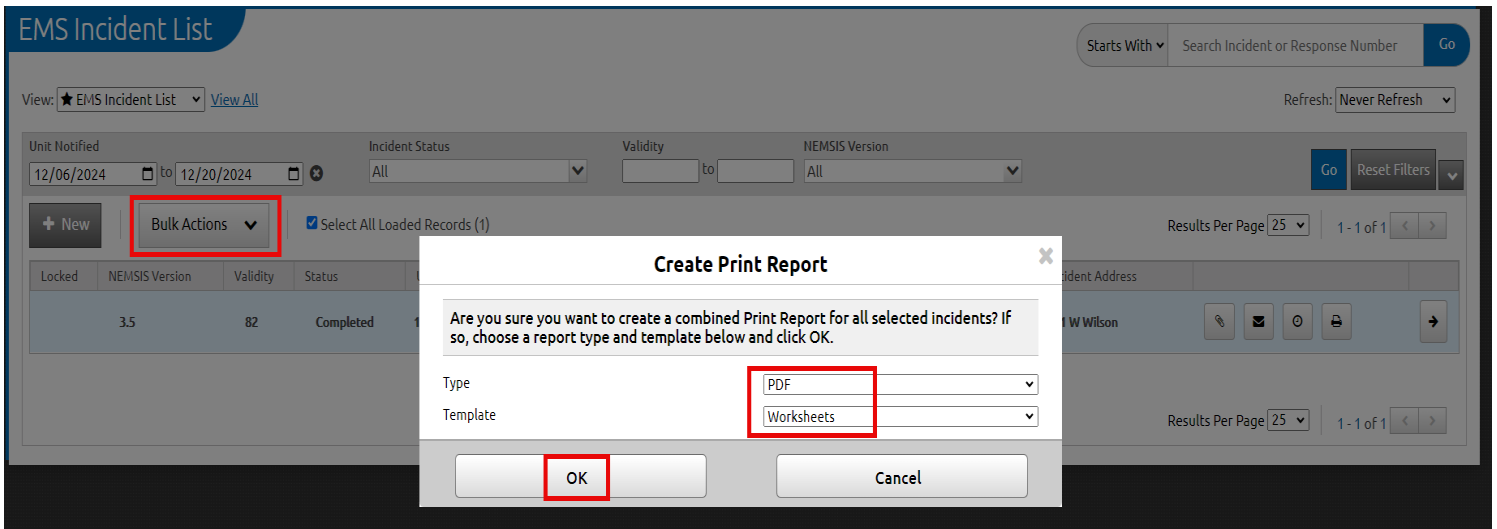 EMS Incident List
Starts With
Search Incident or Response Number
Go
View: ★ EMS Incident List
View All
Refresh: Never Refresh
Unit Notified
Incident Status
Validity
NEMSIS Version
12/06/2024 to 12/20/2024
All
to
All
Go
Reset Filters
+ New
Bulk Actions
Select All Loaded Records (1)
Results Per Page 25
1 - 1 of 1
Create Print Report
Locked
NEMSIS Version
Validity
Status
Are you sure you want to create a combined Print Report for all selected incidents? If
so, choose a report type and template below and click OK.
3.5
82
Completed
W Wilson
Type
PDF
Template
Worksheets
Results Per Page 25
1 - 1 of 1
OK
Cancel